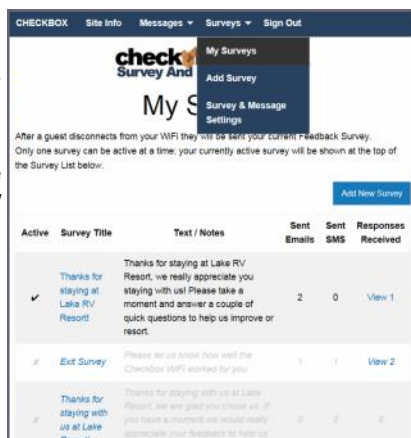 CHECKBOX Site Info Messages Surveys Sign Out
My Surveys
Add Survey
Survey & Message
Settings
check
Survey And
My S
After a guest disconnects from your WiFi they will be sent your current Feedback Survey.
Only one survey can be active at a time; your currently active survey will be shown at the top of
the Survey List below.
Add New Survey
Active Survey Title Text / Notes Sent Emails Sent SMS Responses Received
✔ Thanks for staying at Lake RV Resort!
Thanks for staying at Lake RV
Resort, we really appreciate you
staying with us! Please take a
moment and answer a couple of
quick questions to help us improve or
resort.
2 0 View 1
x Exit Survey
Please let us know how well the
Checkbox WiFi worked for you.
1 1 View 2
x Thanks for staying with us at Lake
Thanks for staying with us at Lake
Resort, we are glad you chose us. If
you have a moment we would really
appreciate your feedback to help us
0 0 0